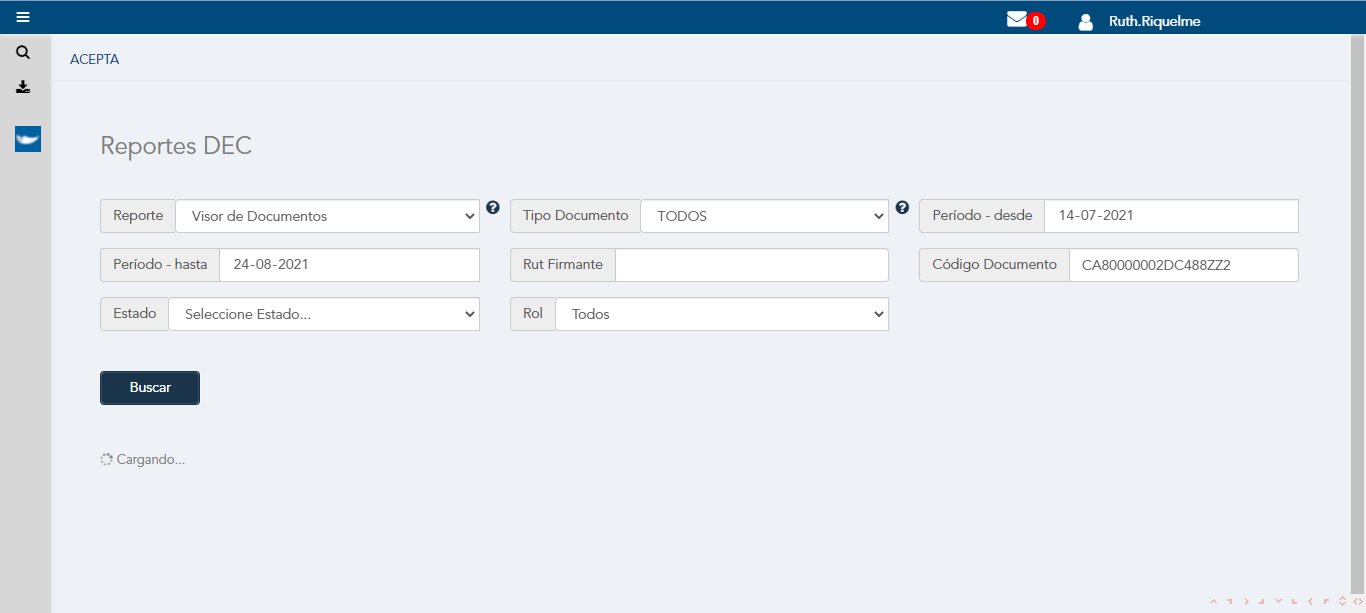 0 Ruth.Riquelme
ACEPTA
Reportes DEC
Reporte Visor de Documentos ? Tipo Documento TODOS ? Período - desde 14-07-2021
Período - hasta 24-08-2021 Rut Firmante Código Documento CA80000002DC488ZZ2
Estado Seleccione Estado... Rol Todos
Buscar
Cargando...